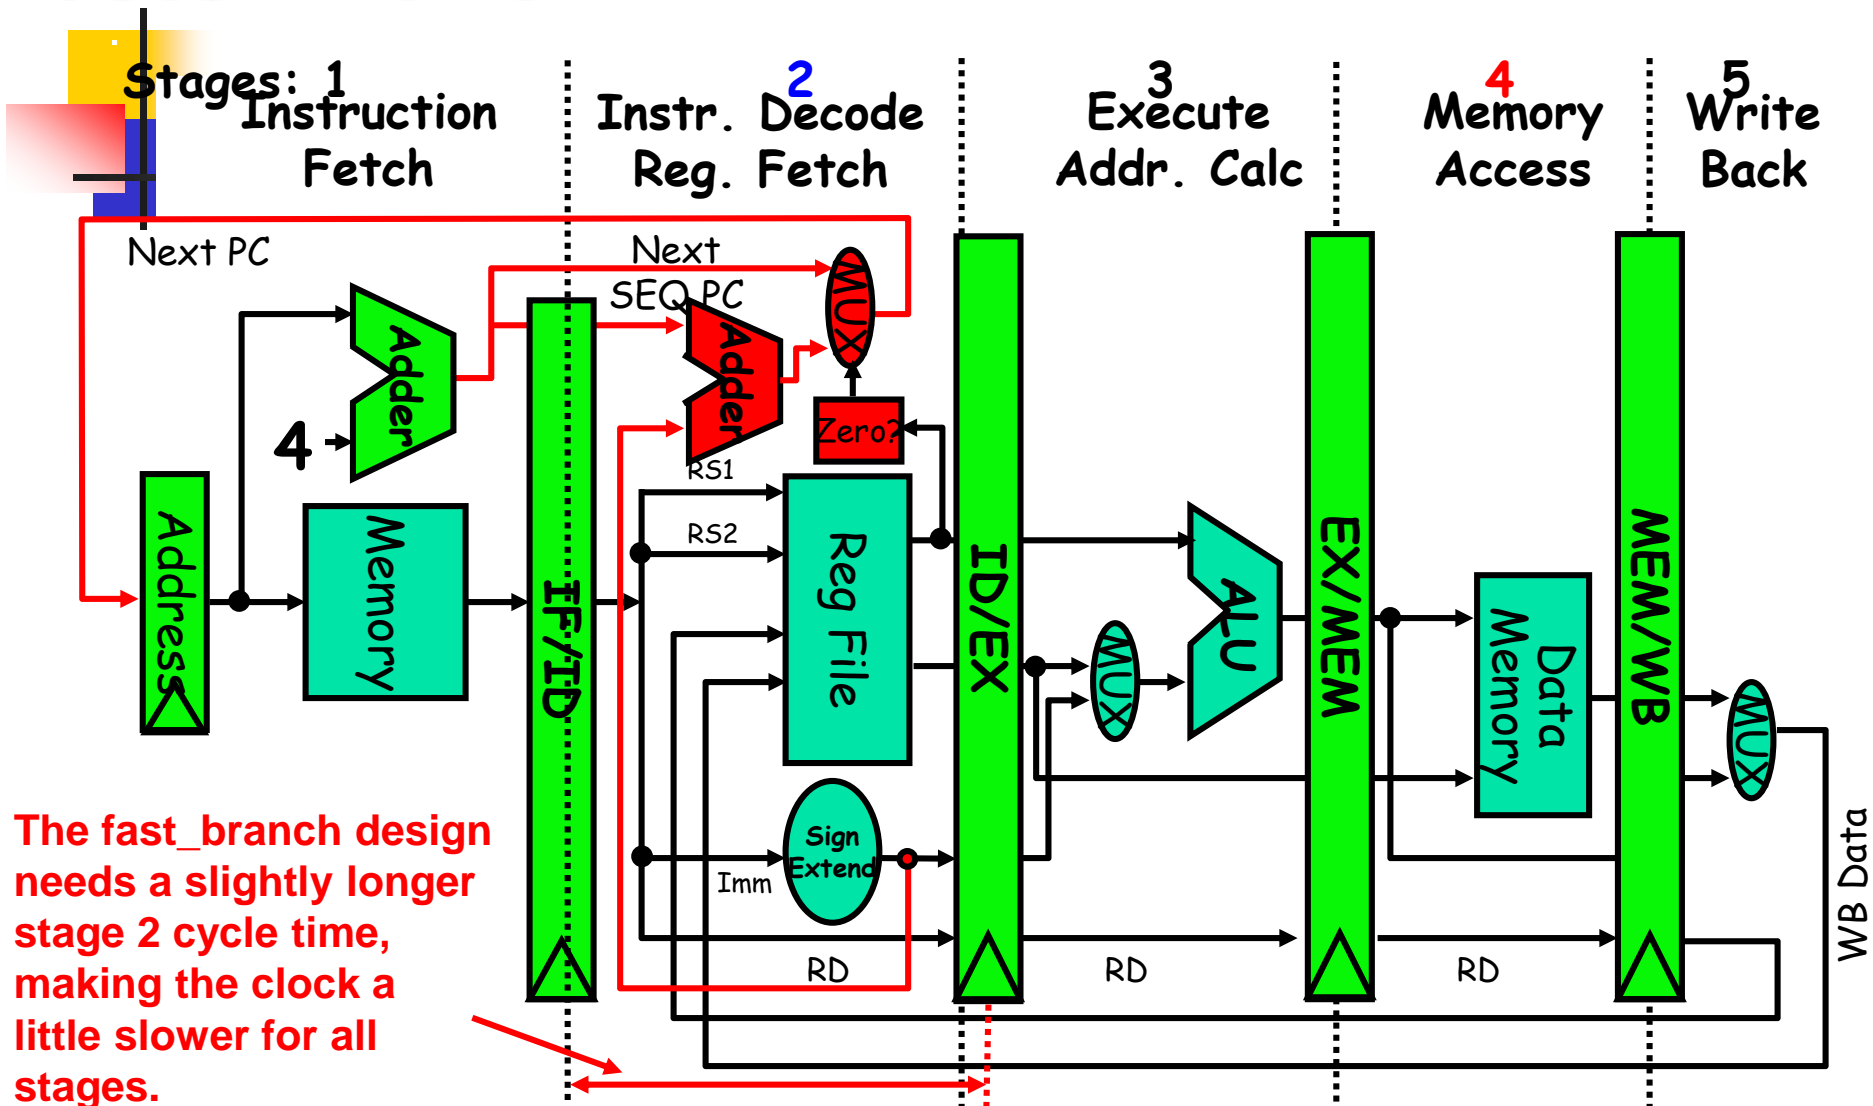 Stages: 1
2
3
4
5
Instruction
Fetch
Instr. Decode
Reg. Fetch
Execute
Addr. Calc
Memory
Access
Write
Back
Next PC
Next
SEQ PC
MUX
Adder
Adder
4
Zero?
RS1
RS2
Address
Memory
IF/ID
Reg File
ID/EX
MUX
ALU
EX/MEM
Data
Memory
MEM/WB
MUX
Sign
Extend
Imm
RD
RD
RD
WB Data
The fast_branch design
needs a slightly longer
stage 2 cycle time,
making the clock a
little slower for all
stages.